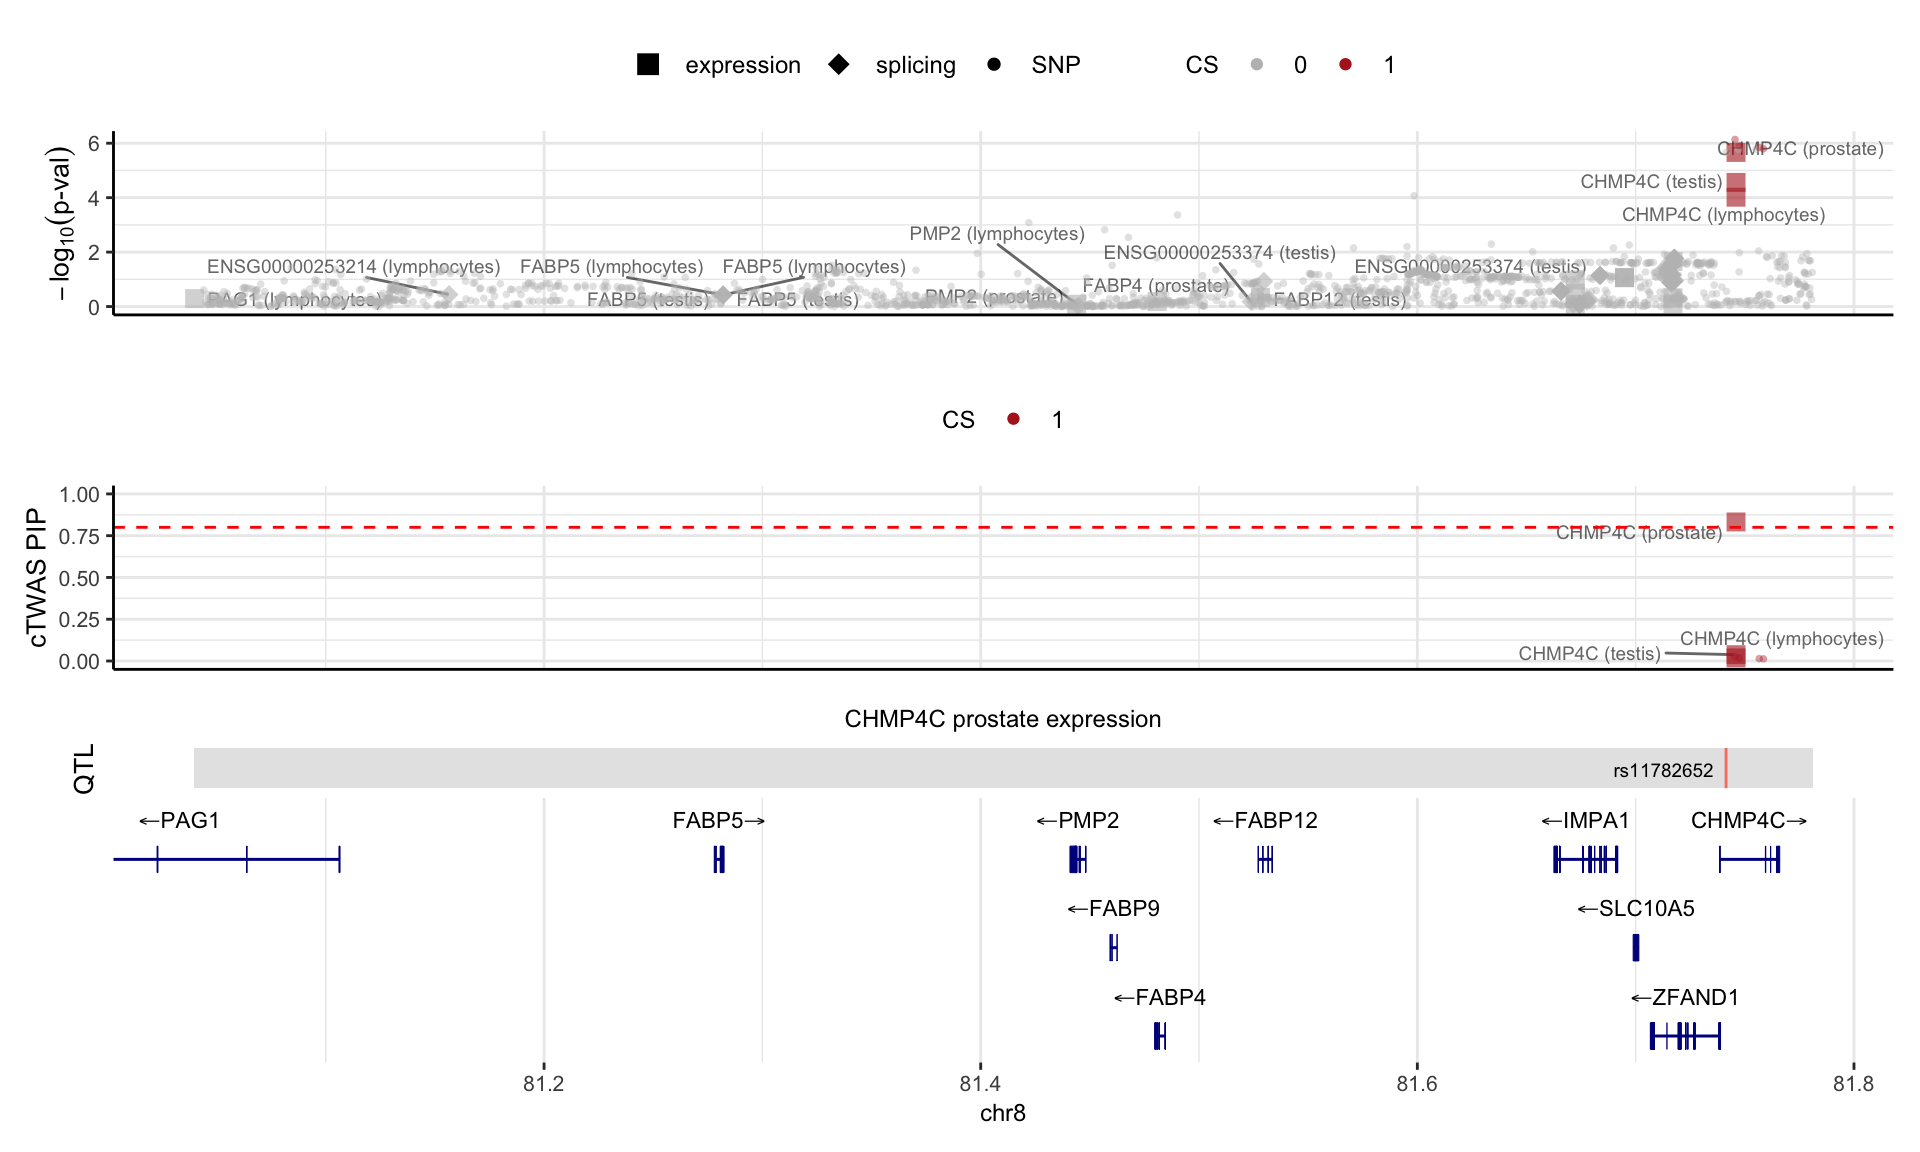 expression splicing SNP CS 0 1
−log10(p-val)
6
4
2
0
CHMP4C (prostate)
CHMP4C (testis)
CHMP4C (lymphocytes)
PMP2 (lymphocytes)
ENSG00000253374 (testis)
ENSG00000253214 (lymphocytes) FABP5 (lymphocytes) FABP5 (lymphocytes) ENSG00000253374 (testis)
FABP4 (prostate)
PAG1 (lymphocytes) FABP5 (testis) FABP5 (testis) PMP2 (prostate) FABP12 (testis)
CS 1
cTWAS PIP
1.00
0.75
0.50
0.25
0.00
CHMP4C (prostate)
CHMP4C (lymphocytes)
CHMP4C (testis)
CHMP4C prostate expression
QTL
rs11782652
←PAG1 FABP5→ ←PMP2 ←FABP12 ←IMPA1 CHMP4C→
←FABP9 ←SLC10A5
←FABP4 ←ZFAND1
81.2 81.4 81.6 81.8
chr8